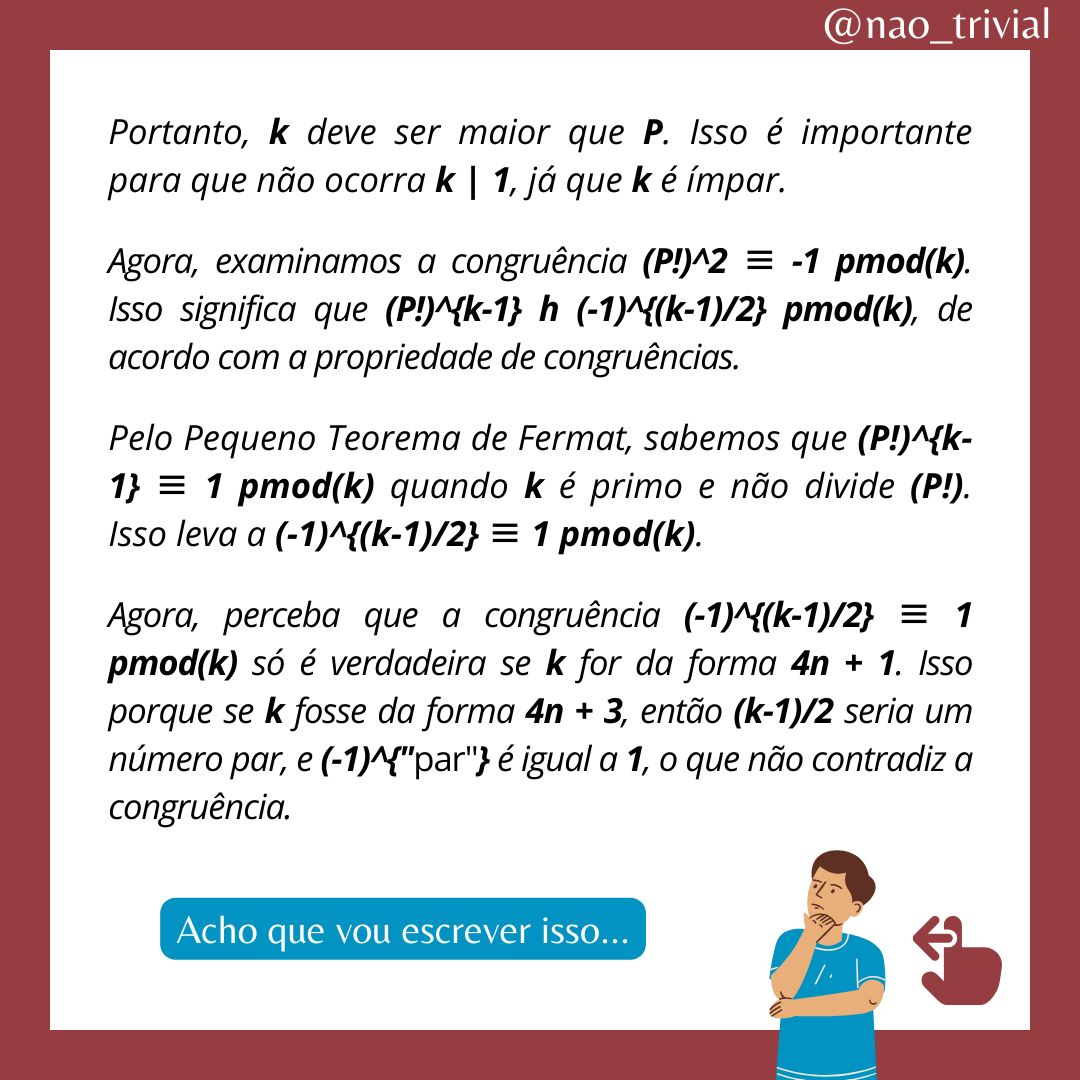 @nao_trivial
Portanto, k deve ser maior que P. Isso é importante
para que não ocorra k | 1, já que k é ímpar.
Agora, examinamos a congruência (P!)^2 ≡ -1 pmod(k).
Isso significa que (P!)^{k-1} h (-1)^{(k-1)/2} pmod(k), de
acordo com a propriedade de congruências.
Pelo Pequeno Teorema de Fermat, sabemos que (P!)^{k-
1} ≡ 1 pmod(k) quando k é primo e não divide (P!).
Isso leva a (-1)^{(k-1)/2} ≡ 1 pmod(k).
Agora, perceba que a congruência (-1)^{(k-1)/2} ≡ 1
pmod(k) só é verdadeira se k for da forma 4n + 1. Isso
porque se k fosse da forma 4n + 3, então (k-1)/2 seria um
número par, e (-1)^{"par"} é igual a 1, o que não contradiz a
congruência.
Acho que vou escrever isso...